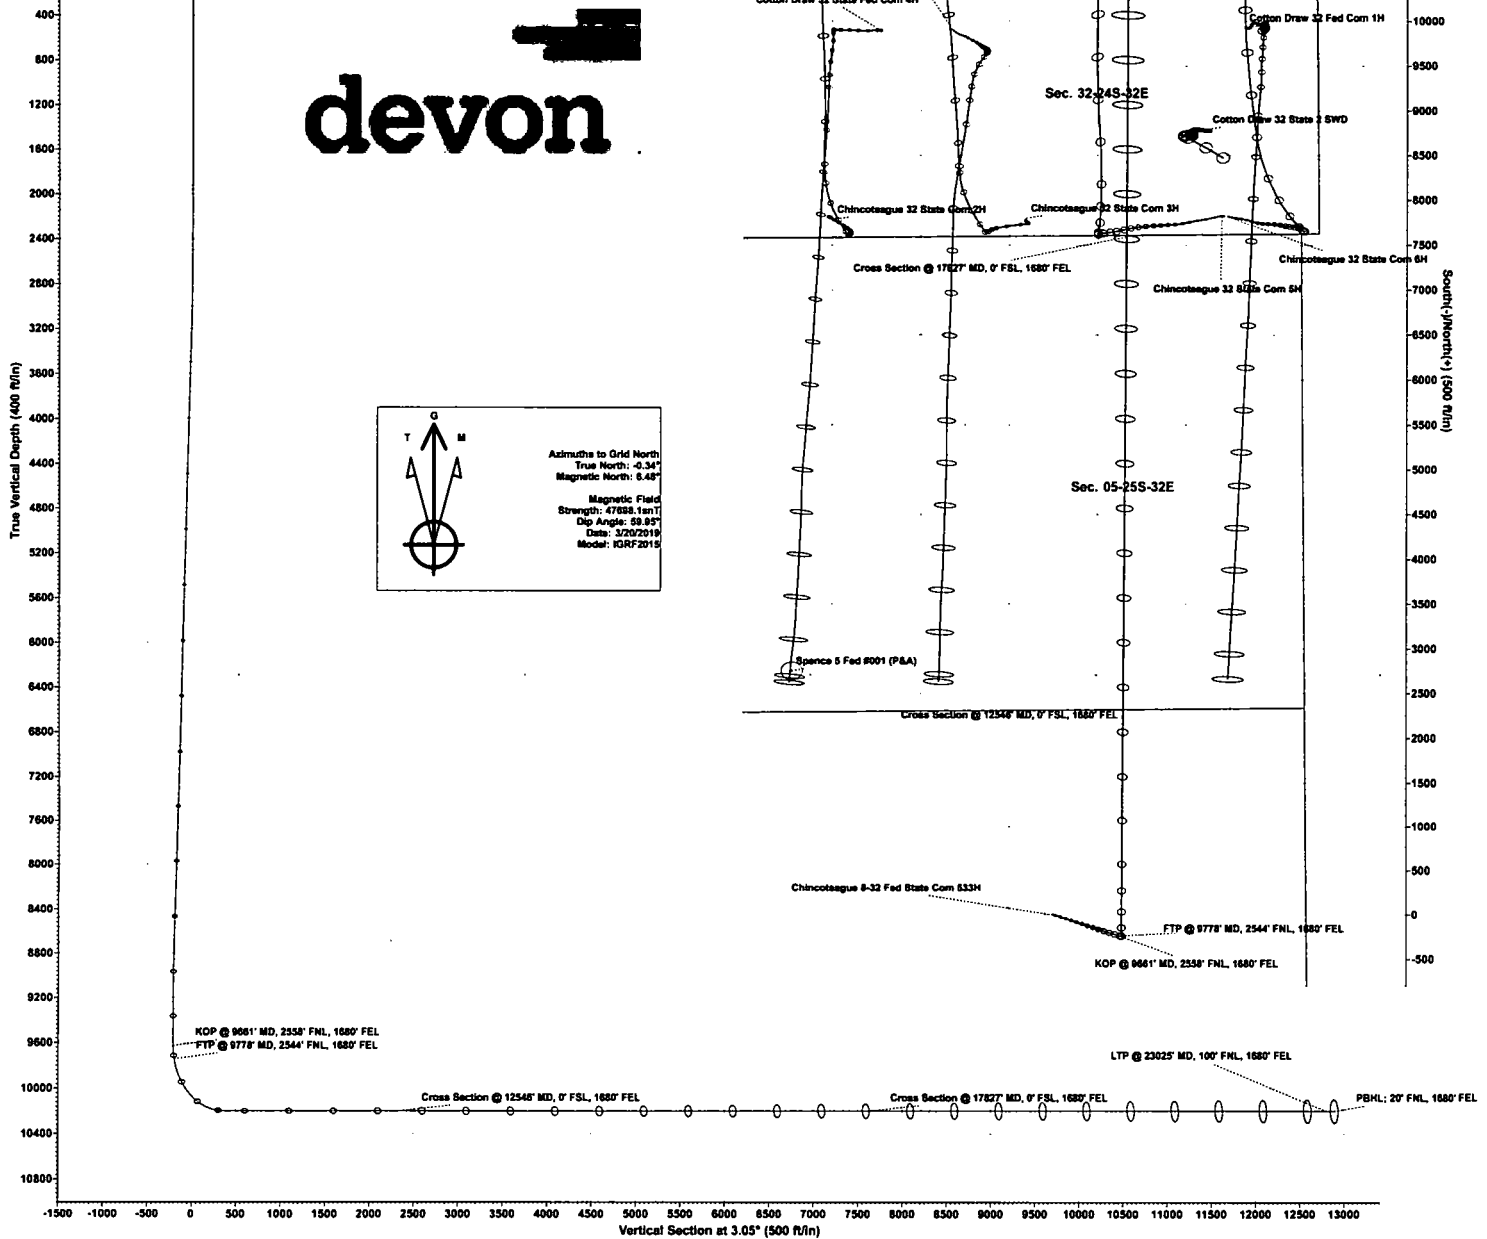 Cotton Draw 32 State Fed Com 4H
Cotton Draw 32 Fed Com 1H
devon
Sec. 32-24S-32E
Cotton Draw 32 State 2 SWD
Chincoteague 32 State Com 2H
Chincoteague 32 State Com 3H
Cross Section @ 17827' MD, 0' FSL, 1680' FEL
Chincoteague 32 State Com 6H
Chincoteague 32 State Com 5H
G
T
M
Azimuths to Grid North
True North: -0.34°
Magnetic North: 6.48°
Magnetic Field
Strength: 47698.1snT
Dip Angle: 59.95°
Date: 3/20/2019
Model: IGRF2015
Sec. 05-25S-32E
Spence 5 Fed #001 (P&A)
Cross Section @ 12546' MD, 0' FSL, 1680' FEL
Chincoteague 8-32 Fed State Com 533H
FTP @ 9778' MD, 2544' FNL, 1680' FEL
KOP @ 9661' MD, 2558' FNL, 1680' FEL
KOP @ 9661' MD, 2558' FNL, 1680' FEL
FTP @ 9778' MD, 2544' FNL, 1680' FEL
LTP @ 23025' MD, 100' FNL, 1680' FEL
Cross Section @ 12546' MD, 0' FSL, 1680' FEL
Cross Section @ 17827' MD, 0' FSL, 1680' FEL
PBHL; 20' FNL, 1680' FEL
True Vertical Depth (400 ft/in)
400
800
1200
1600
2000
2400
2800
3200
3600
4000
4400
4800
5200
5600
6000
6400
6800
7200
7600
8000
8400
8800
9200
9600
10000
10400
10800
South(-)/North(+) (500 ft/in)
10000
9500
9000
8500
8000
7500
7000
6500
6000
5500
5000
4500
4000
3500
3000
2500
2000
1500
1000
500
0
-500
-1500 -1000 -500 0 500 1000 1500 2000 2500 3000 3500 4000 4500 5000 5500 6000 6500 7000 7500 8000 8500 9000 9500 10000 10500 11000 11500 12000 12500 13000
Vertical Section at 3.05° (500 ft/in)